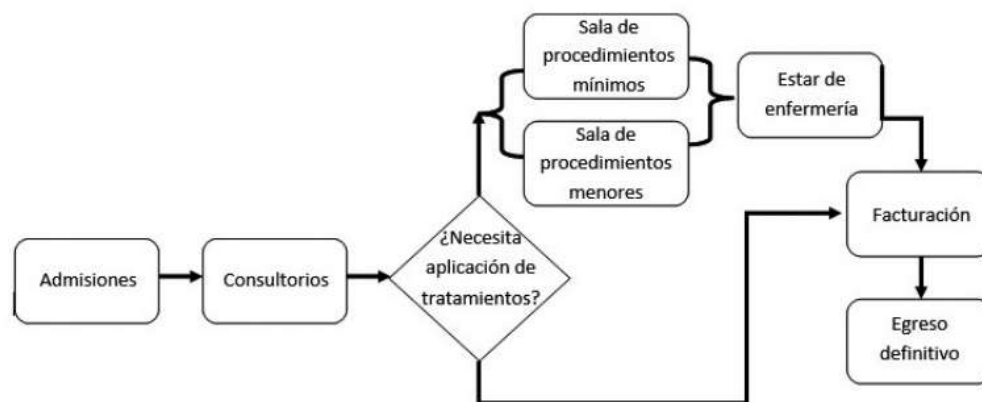 Admisiones
Consultorios
¿Necesita
aplicación de
tratamientos?
Sala de
procedimientos
mínimos
Sala de
procedimientos
menores
Estar de
enfermería
Facturación
Egreso
definitivo